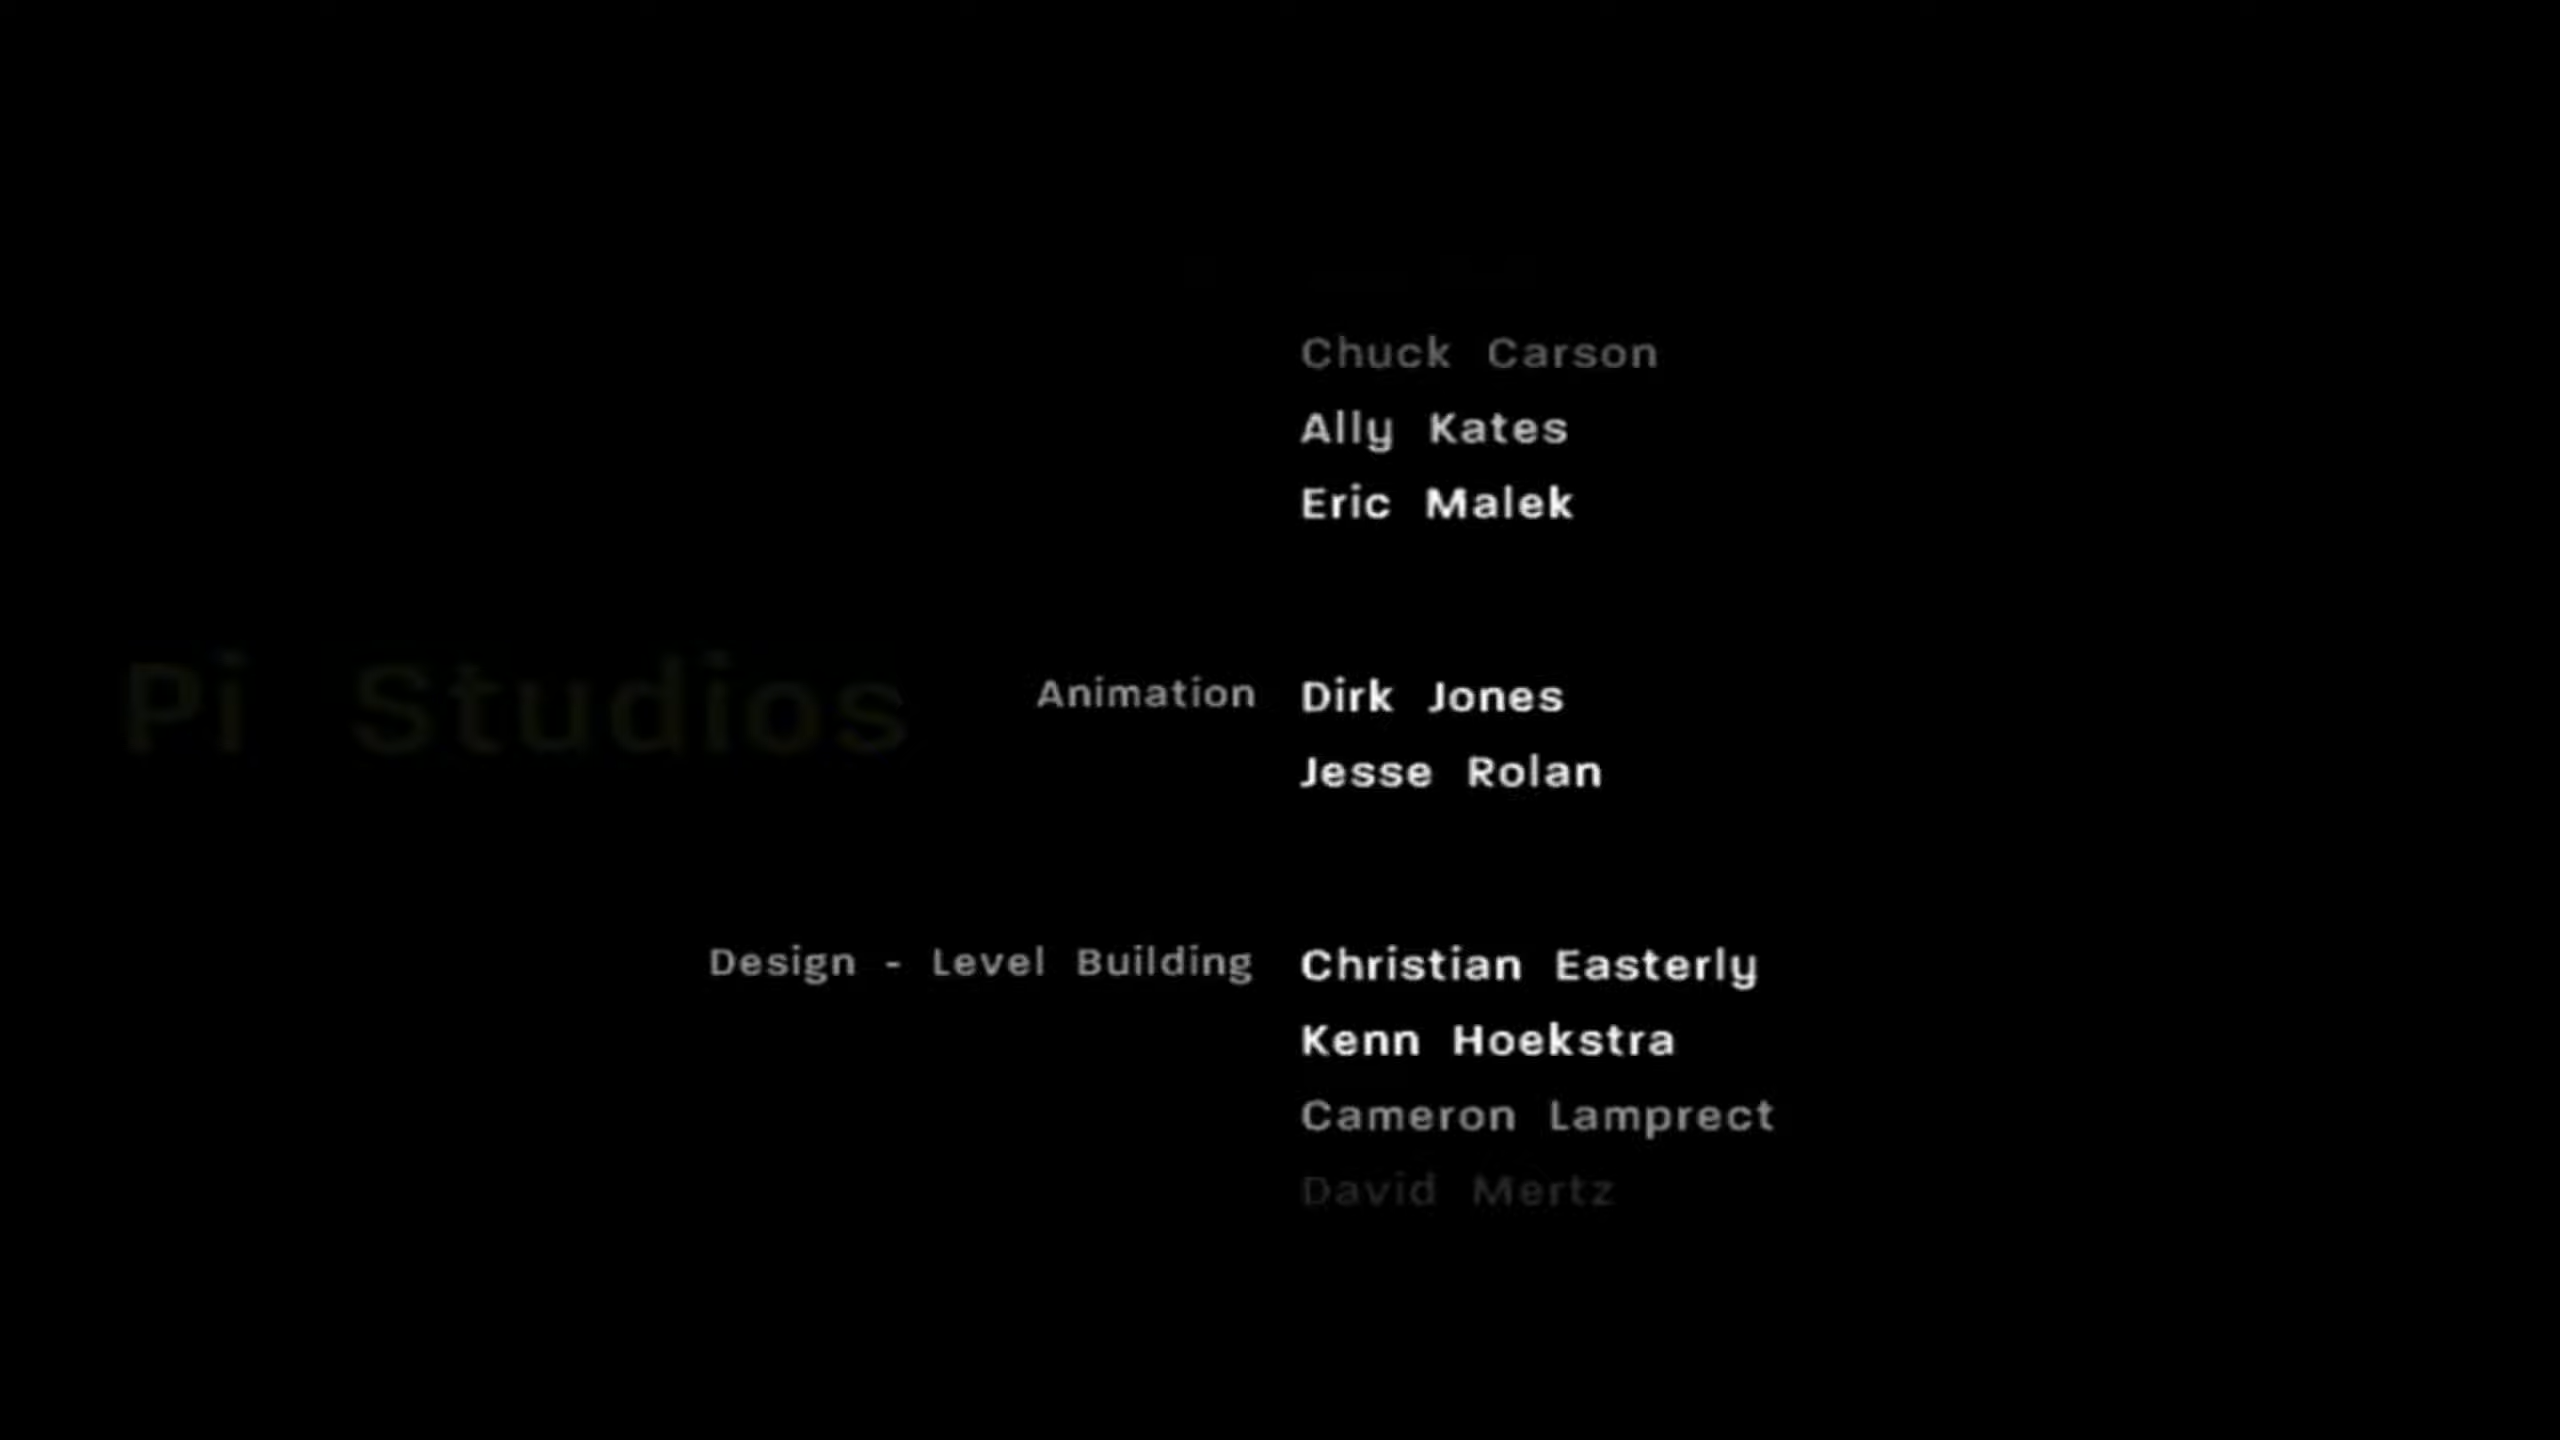 Chuck Carson
Ally Kates
Eric Malek
Pi Studios
Animation Dirk Jones
Jesse Rolan
Design - Level Building Christian Easterly
Kenn Hoekstra
Cameron Lamprect
David Mertz